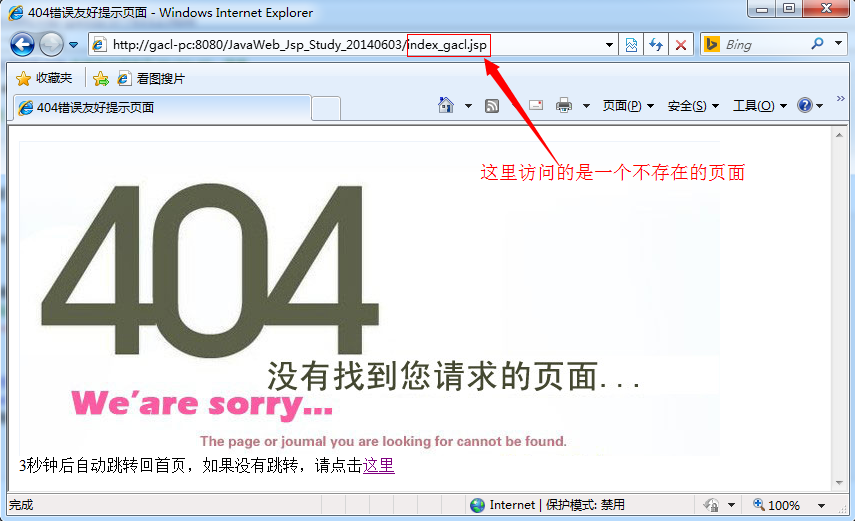 404错误友好提示页面 - Windows Internet Explorer
http://gacl-pc:8080/JavaWeb_Jsp_Study_20140603/index_gacl.jsp
Bing
收藏夹 看图搜片
404错误友好提示页面
页面(P) 安全(S) 工具(O)
这里访问的是一个不存在的页面
404
没有找到您请求的页面...
We’are sorry...
The page or joumal you are looking for cannot be found.
3秒钟后自动跳转回首页，如果没有跳转，请点击这里
完成 Internet | 保护模式: 禁用 100%